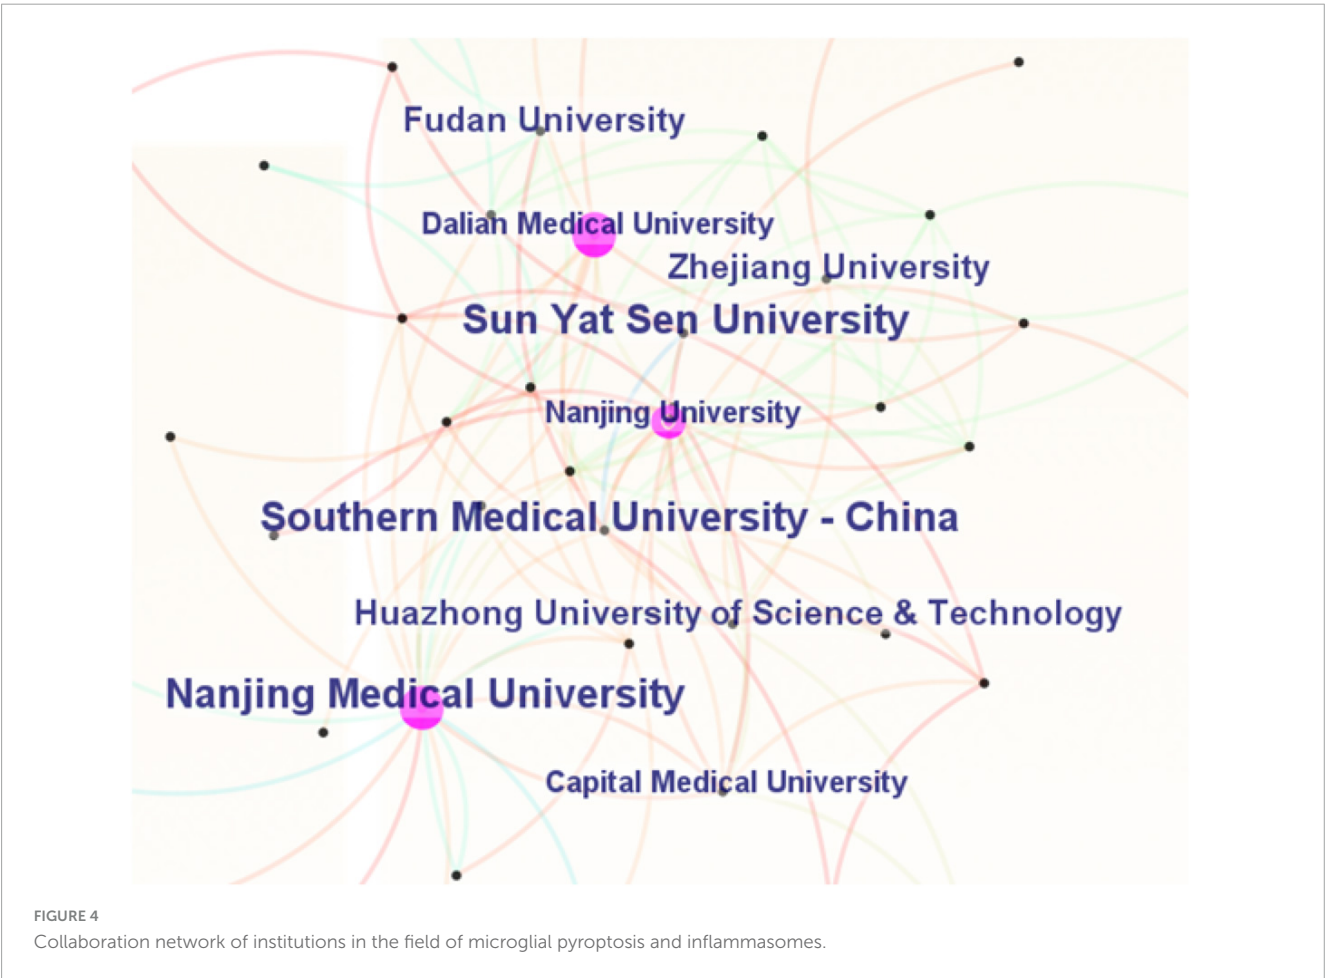 Fudan University
Dalian Medical University
Zhejiang University
Sun Yat Sen University
Nanjing University
Southern Medical University - China
Huazhong University of Science & Technology
Nanjing Medical University
Capital Medical University
FIGURE 4
Collaboration network of institutions in the field of microglial pyroptosis and inflammasomes.